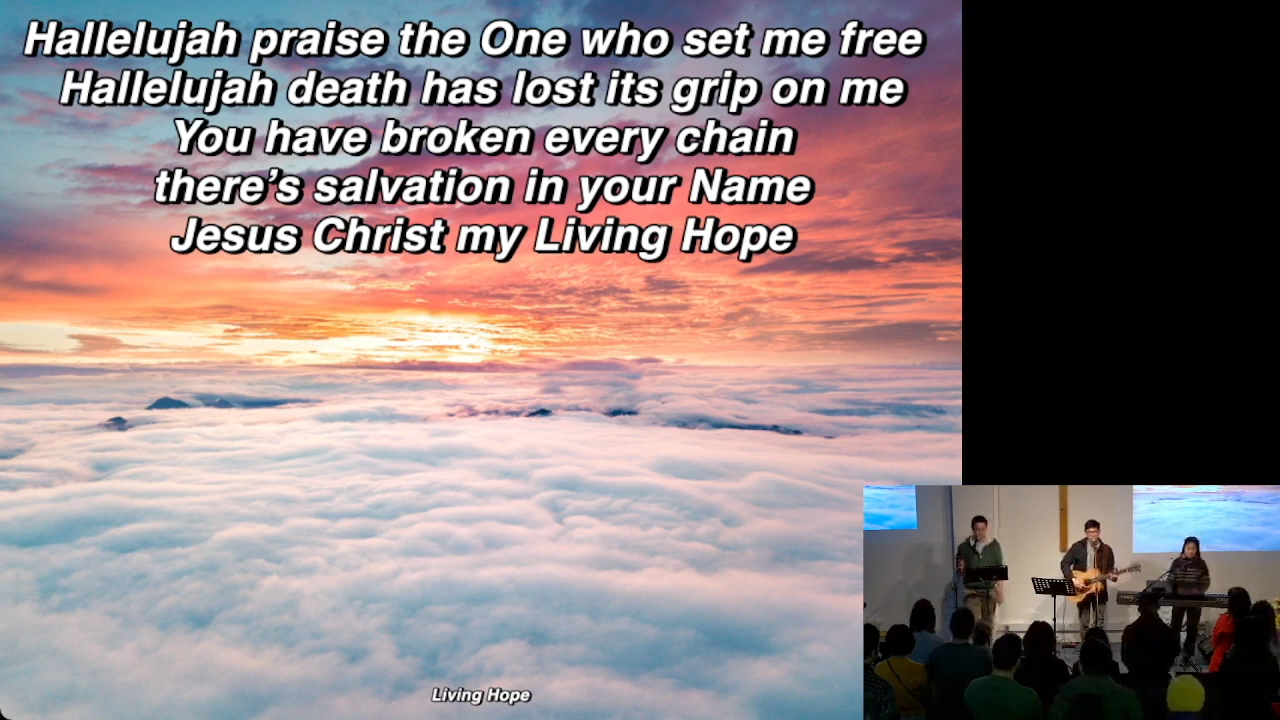 Hallelujah praise the One who set me free
Hallelujah death has lost its grip on me
You have broken every chain
there’s salvation in your Name
Jesus Christ my Living Hope
Living Hope